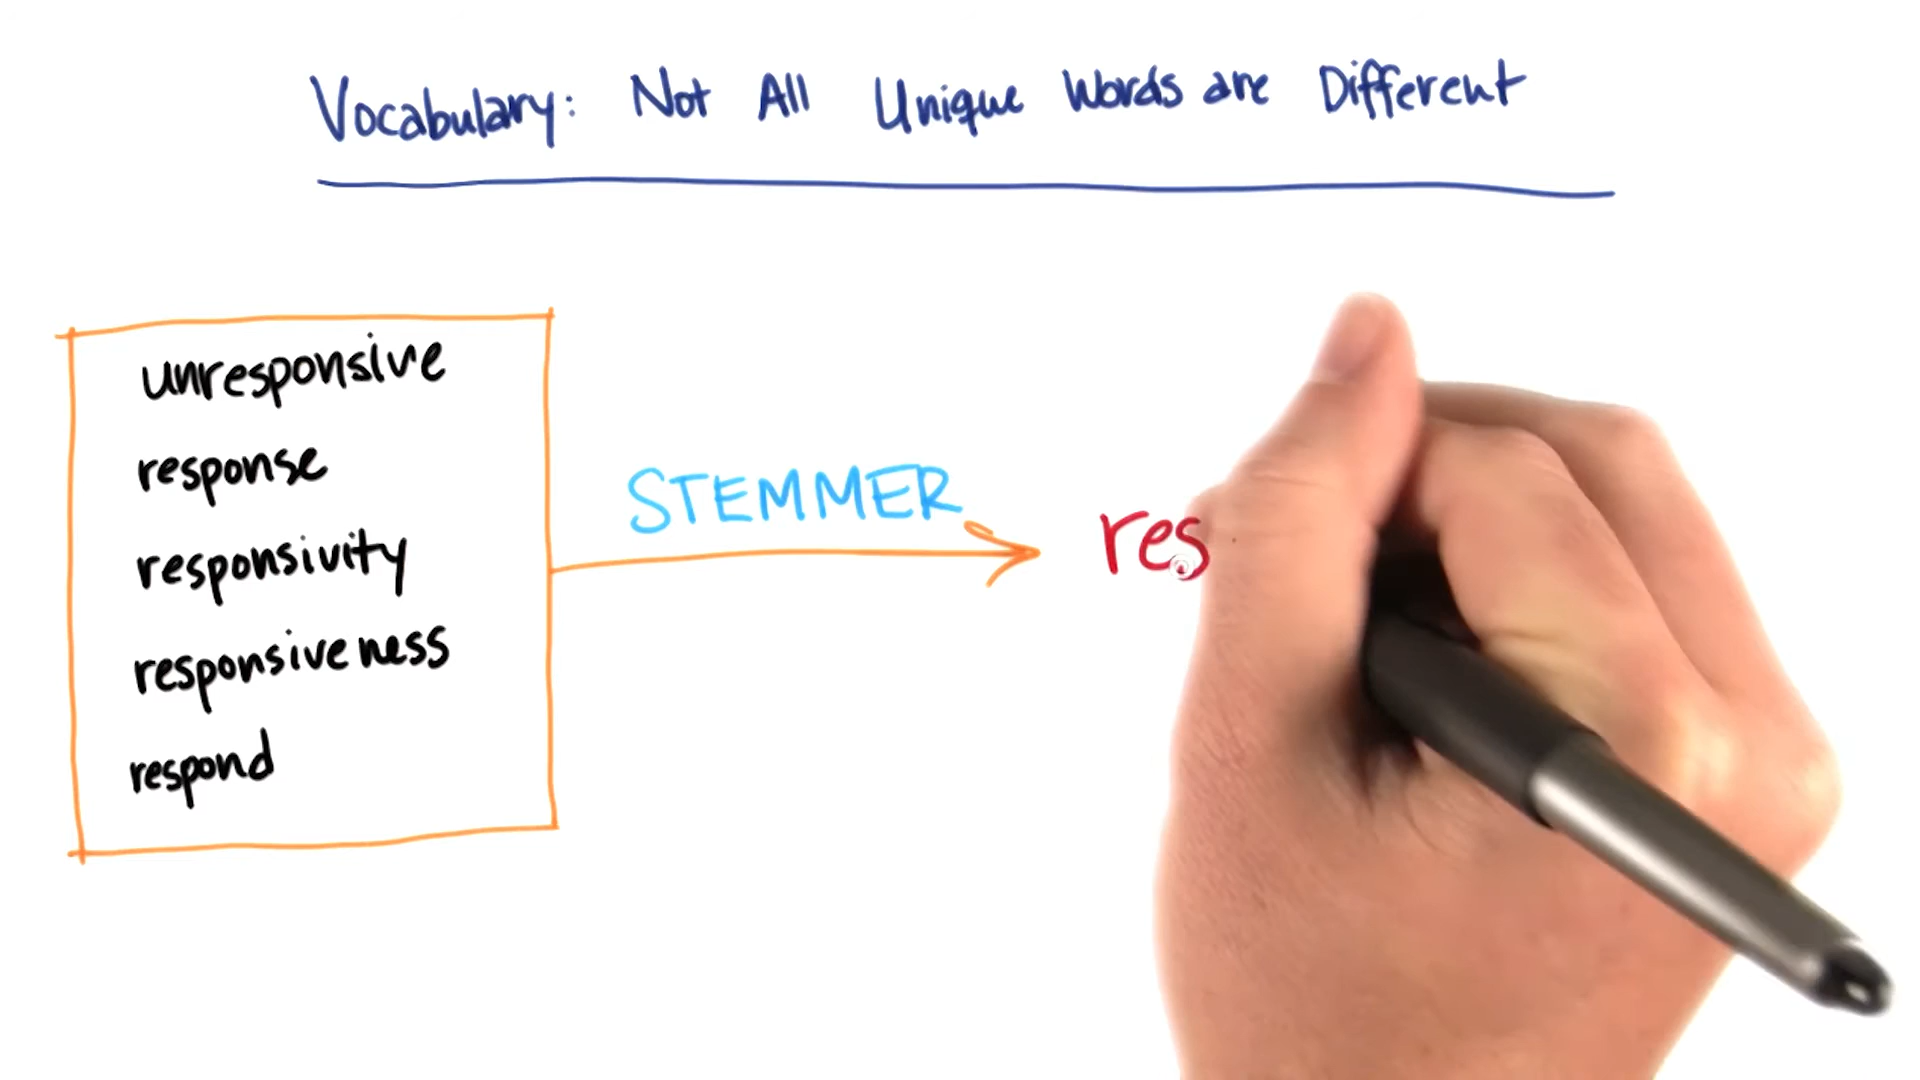 Vocabulary: Not All Unique Words are Different
unresponsive
response
responsivity
responsiveness
respond
STEMMER
res